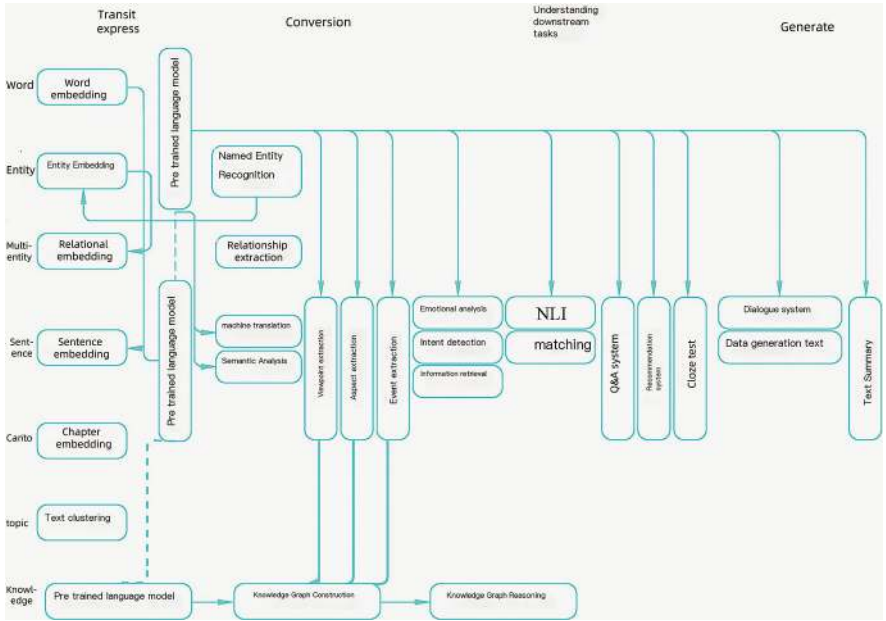 Transit
express
Conversion
Understanding
downstream
tasks
Generate
Word
Word
embedding
Pre trained language model
Entity
Entity Embedding
Named Entity
Recognition
Multi-
entity
Relational
embedding
Relationship
extraction
Sent-
ence
Sentence
embedding
Pre trained language model
machine translation
Semantic Analysis
Viewpoint extraction
Aspect extraction
Event extraction
Emotional analysis
Intent detection
Information retrieval
NLI
matching
Q&A system
Recommendation
system
Cloze test
Dialogue system
Data generation text
Text Summary
Canto
Chapter
embedding
topic
Text clustering
Knowl-
edge
Pre trained language model
Knowledge Graph Construction
Knowledge Graph Reasoning